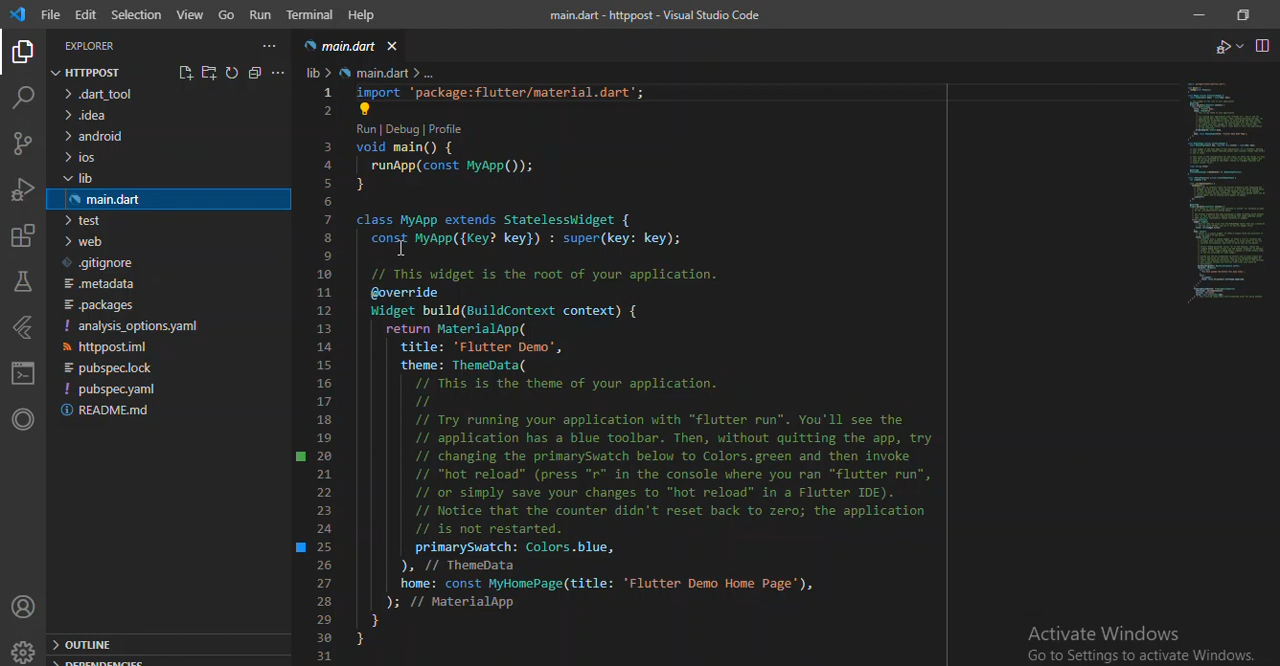 File Edit Selection View Go Run Terminal Help
main.dart - httppost - Visual Studio Code
EXPLORER
HTTPPOST
.dart_tool
.idea
android
ios
lib
main.dart
test
web
.gitignore
.metadata
.packages
analysis_options.yaml
httppost.iml
pubspec.lock
pubspec.yaml
README.md
OUTLINE
DEPENDENCIES
main.dart
lib > main.dart > ...
1 import 'package:flutter/material.dart';
2
Run | Debug | Profile
3 void main() {
4 runApp(const MyApp());
5 }
6
7 class MyApp extends StatelessWidget {
8 const MyApp({Key? key}) : super(key: key);
9
10 // This widget is the root of your application.
11 @override
12 Widget build(BuildContext context) {
13 return MaterialApp(
14 title: 'Flutter Demo',
15 theme: ThemeData(
16 // This is the theme of your application.
17 //
18 // Try running your application with "flutter run". You'll see the
19 // application has a blue toolbar. Then, without quitting the app, try
20 // changing the primarySwatch below to Colors.green and then invoke
21 // "hot reload" (press "r" in the console where you ran "flutter run",
22 // or simply save your changes to "hot reload" in a Flutter IDE).
23 // Notice that the counter didn't reset back to zero; the application
24 // is not restarted.
25 primarySwatch: Colors.blue,
26 ), // ThemeData
27 home: const MyHomePage(title: 'Flutter Demo Home Page'),
28 ); // MaterialApp
29 }
30 }
31
Activate Windows
Go to Settings to activate Windows.